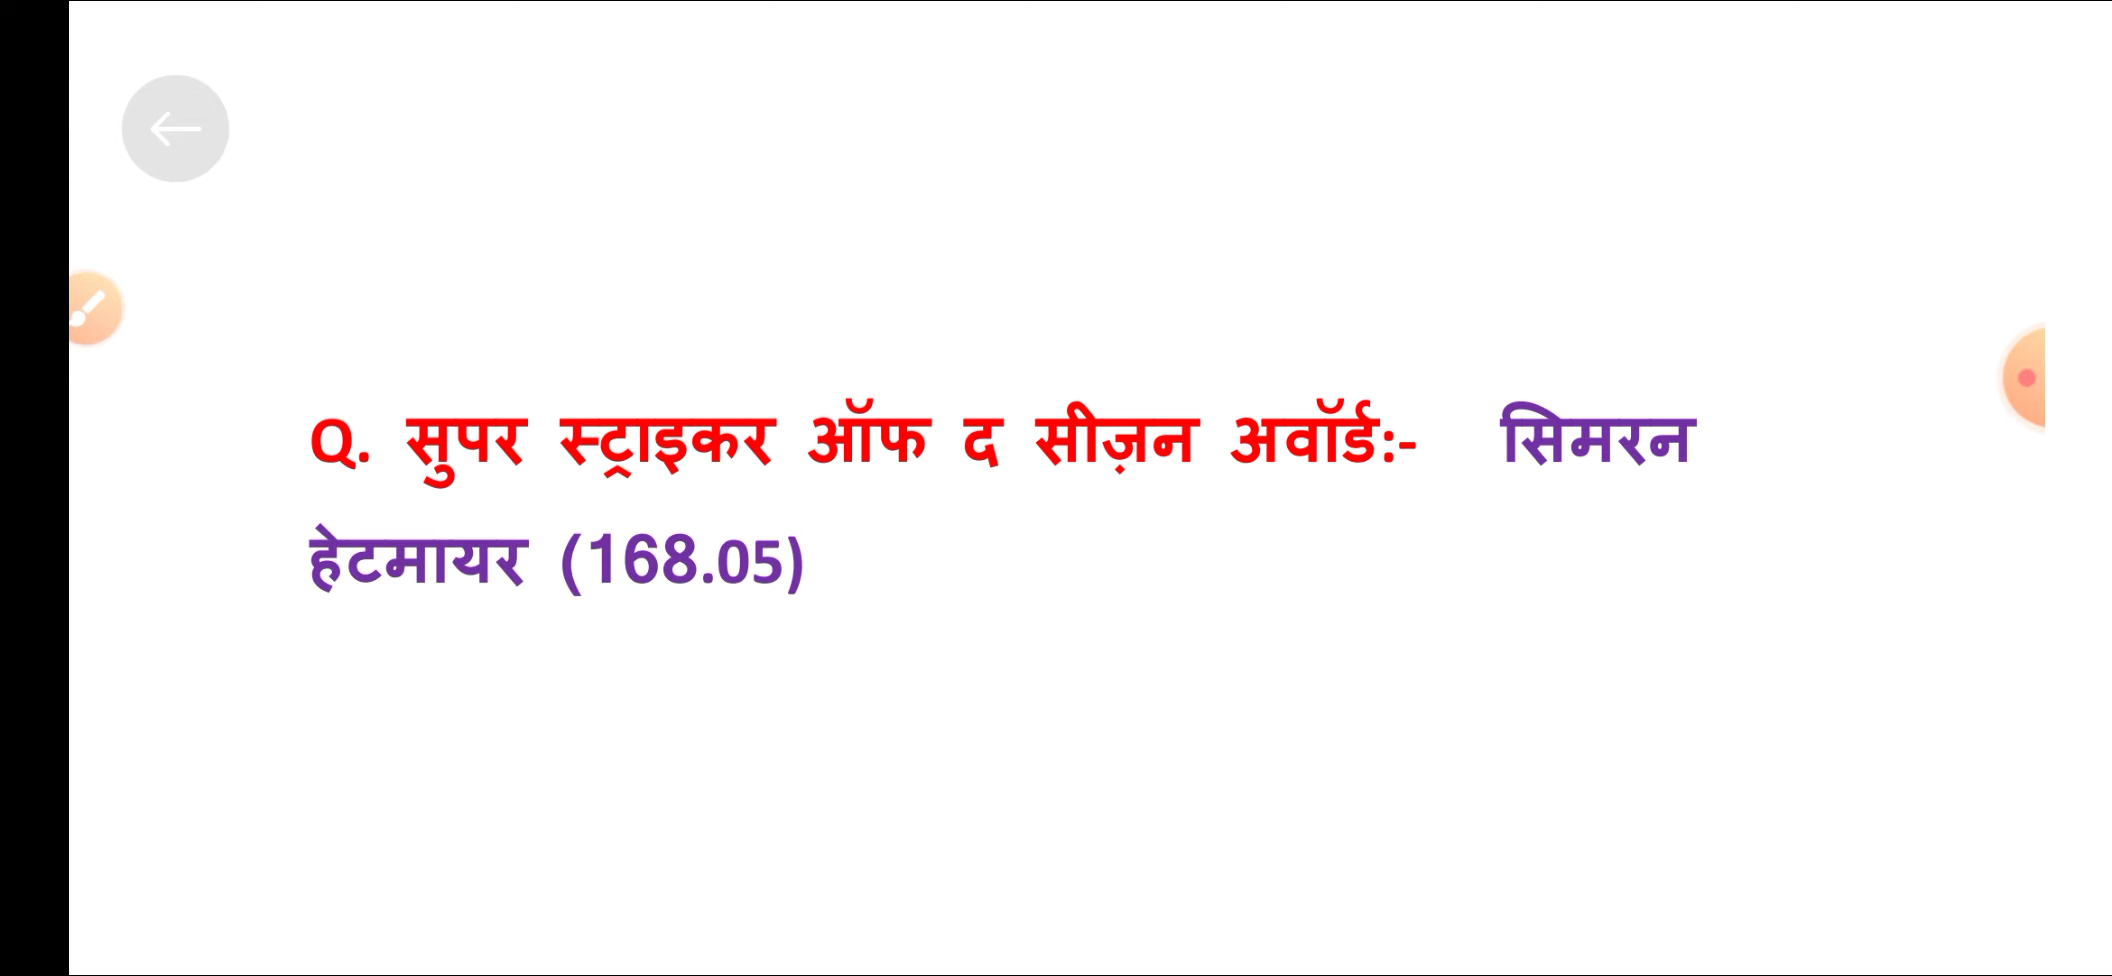 Q. सुपर स्ट्राइकर ऑफ द सीज़न अवॉर्ड:- सिमरन
हेटमायर (168.05)